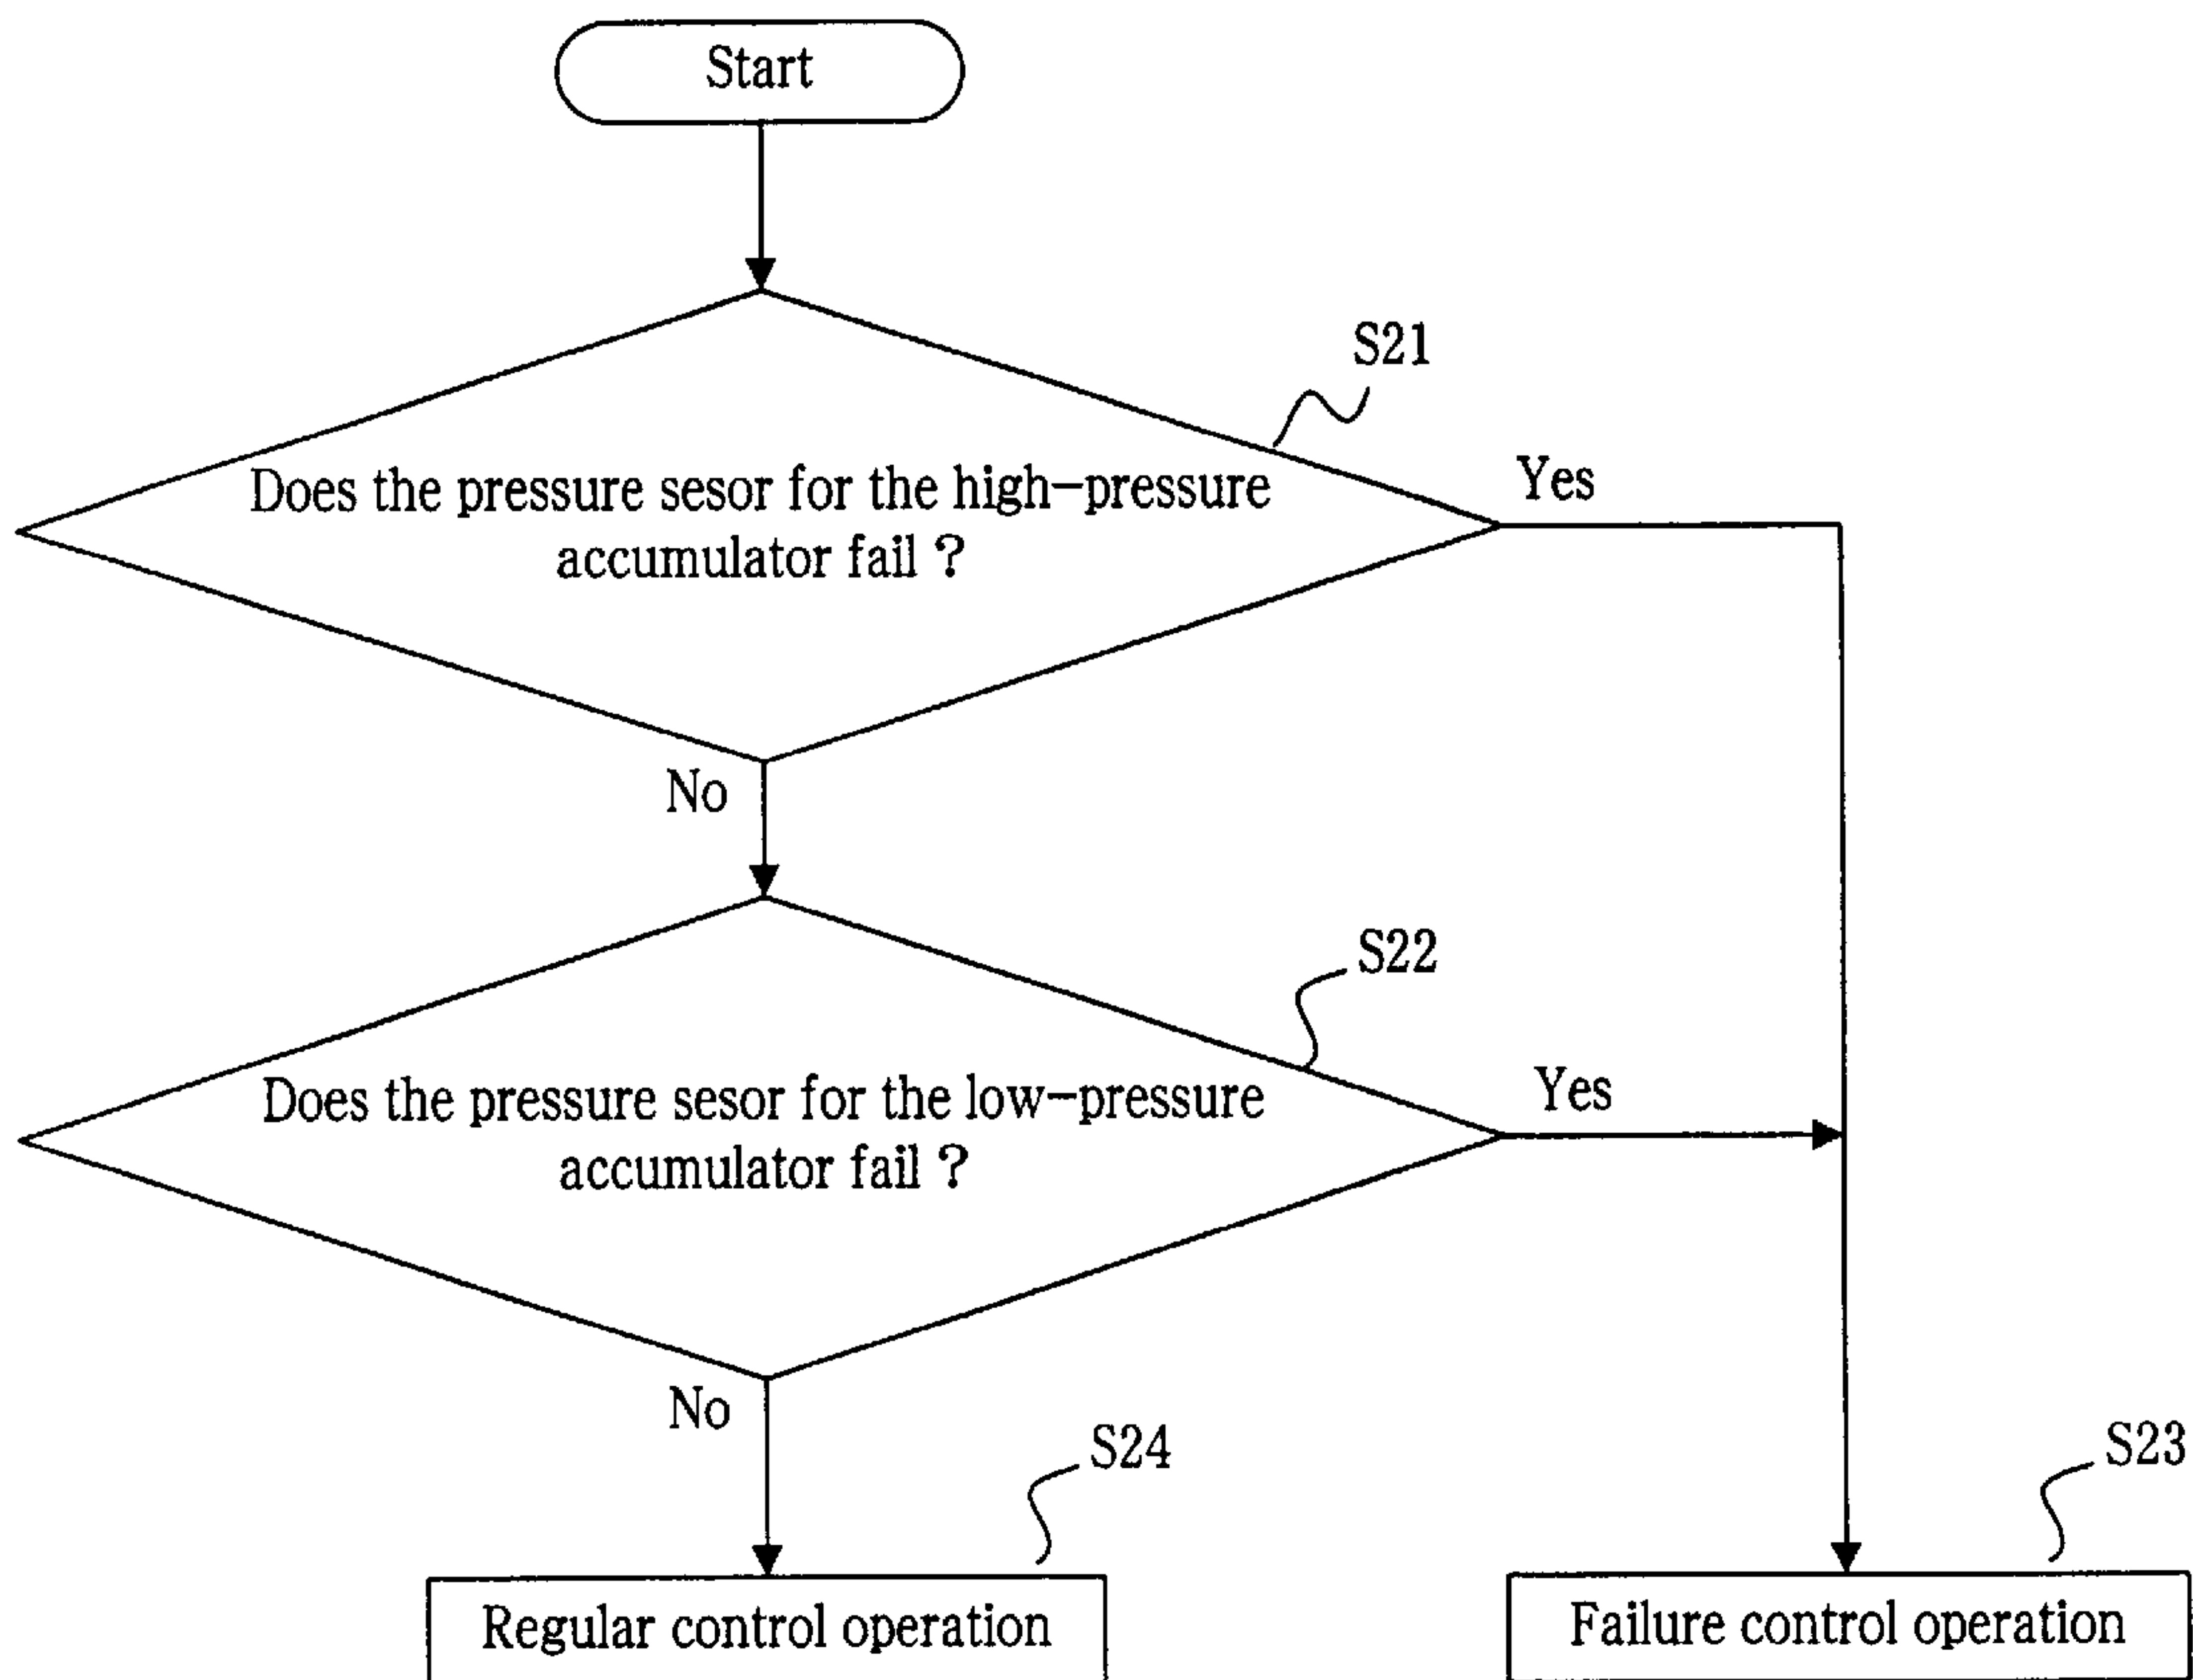 Start
S21
Does the pressure sesor for the high-pressure
accumulator fail ?
Yes
No
S22
Does the pressure sesor for the low-pressure
accumulator fail ?
Yes
No
S24
S23
Regular control operation
Failure control operation